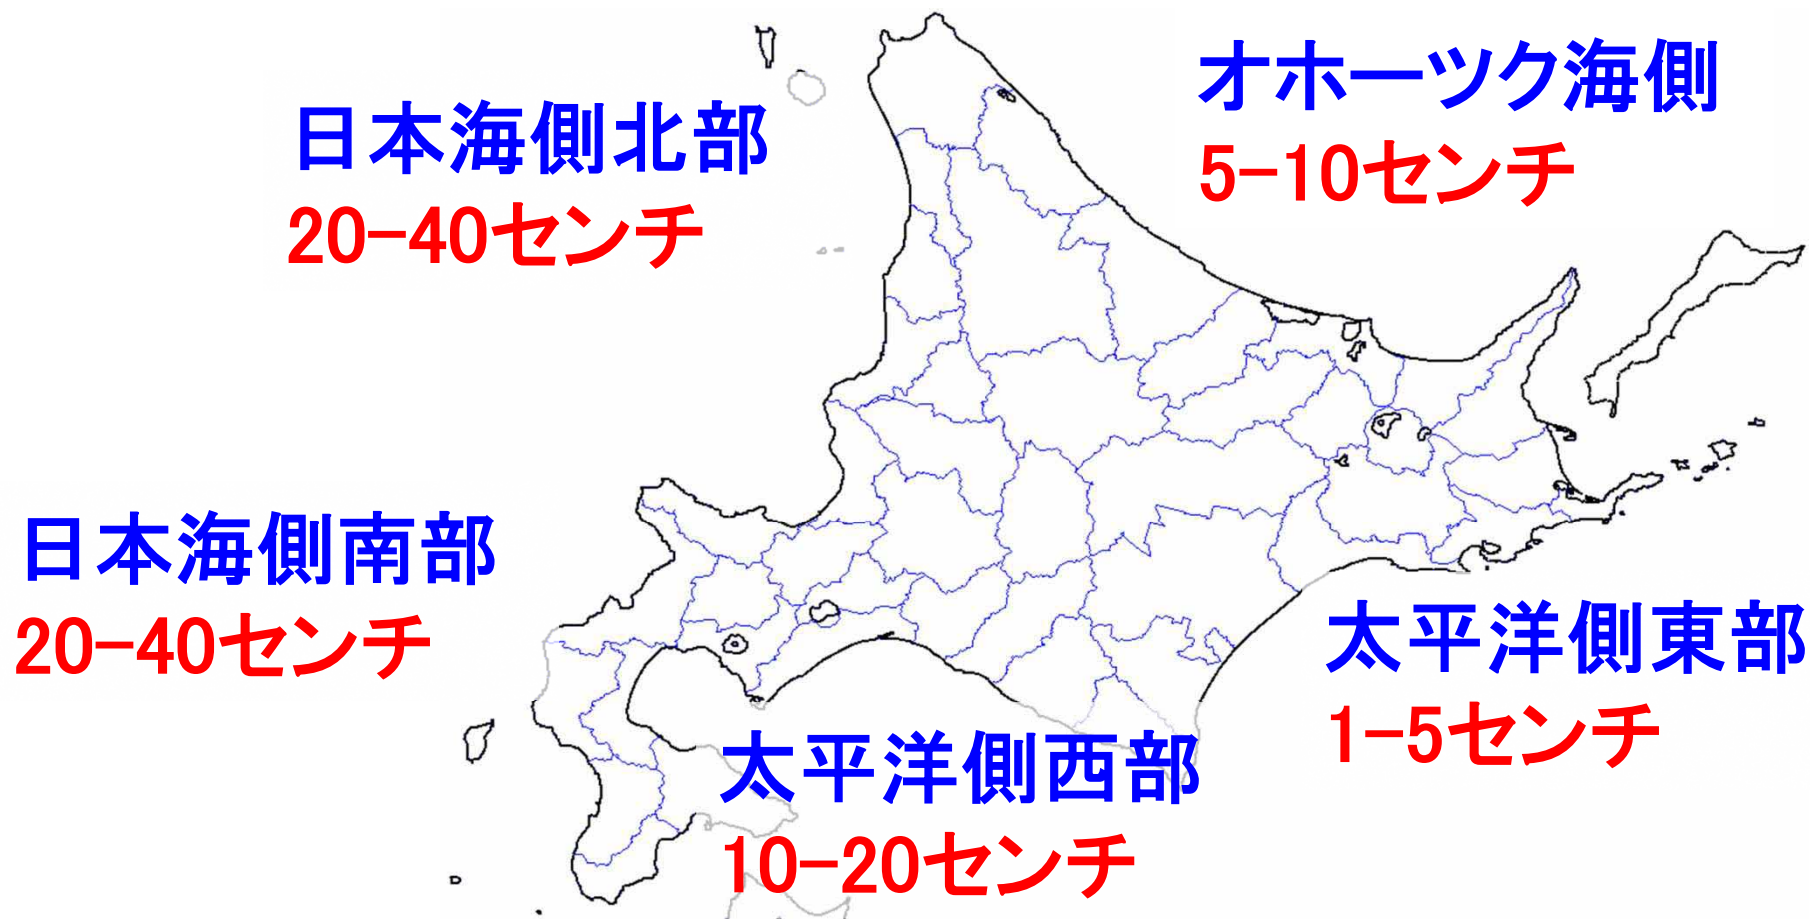 オホーツク海側
5-10センチ
日本海側北部
20-40センチ
日本海側南部
20-40センチ
太平洋側東部
1-5センチ
太平洋側西部
10-20センチ